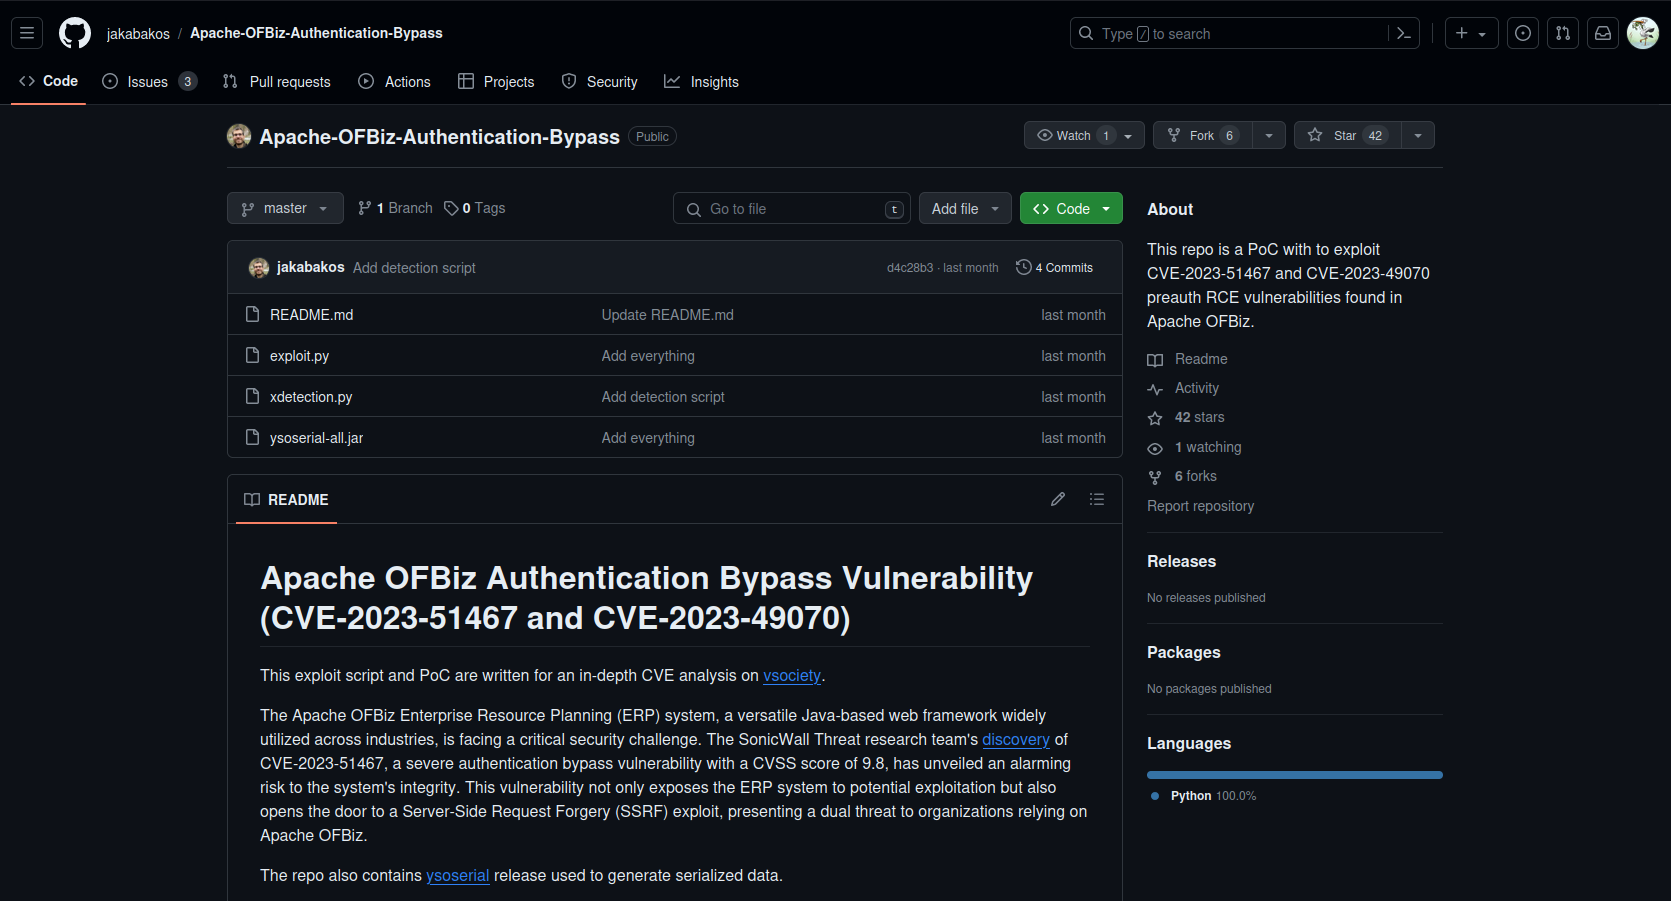 jakabakos / Apache-OFBiz-Authentication-Bypass
Type / to search
Code
Issues 3
Pull requests
Actions
Projects
Security
Insights
Apache-OFBiz-Authentication-Bypass Public
Watch 1
Fork 6
Star 42
master
1 Branch
0 Tags
Go to file t
Add file
Code
jakabakos Add detection script
d4c28b3 · last month
4 Commits
README.md Update README.md last month
exploit.py Add everything last month
xdetection.py Add detection script last month
ysoserial-all.jar Add everything last month
README
Apache OFBiz Authentication Bypass Vulnerability
(CVE-2023-51467 and CVE-2023-49070)
This exploit script and PoC are written for an in-depth CVE analysis on vsociety.
The Apache OFBiz Enterprise Resource Planning (ERP) system, a versatile Java-based web framework widely
utilized across industries, is facing a critical security challenge. The SonicWall Threat research team's discovery of
CVE-2023-51467, a severe authentication bypass vulnerability with a CVSS score of 9.8, has unveiled an alarming
risk to the system's integrity. This vulnerability not only exposes the ERP system to potential exploitation but also
opens the door to a Server-Side Request Forgery (SSRF) exploit, presenting a dual threat to organizations relying on
Apache OFBiz.
The repo also contains ysoserial release used to generate serialized data.
About
This repo is a PoC with to exploit
CVE-2023-51467 and CVE-2023-49070
preauth RCE vulnerabilities found in
Apache OFBiz.
Readme
Activity
42 stars
1 watching
6 forks
Report repository
Releases
No releases published
Packages
No packages published
Languages
Python 100.0%